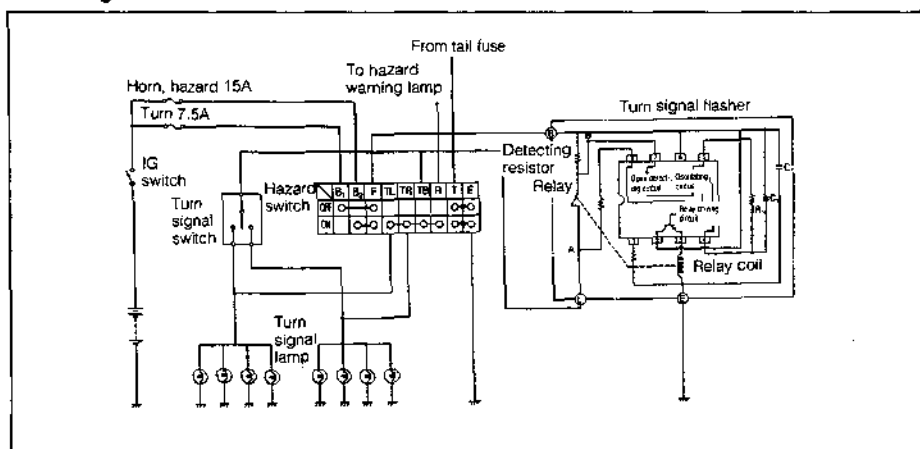 From tail fuse
To hazard
warning lamp
Horn, hazard 15A
Turn 7.5A
Turn signal flasher
IG
switch
Turn
signal
switch
Hazard
switch
B₁ B₂ F TL TR TB R T E
OFF
ON
Detecting
resistor
Relay
B
Relay coil
L
E
Turn
signal
lamp